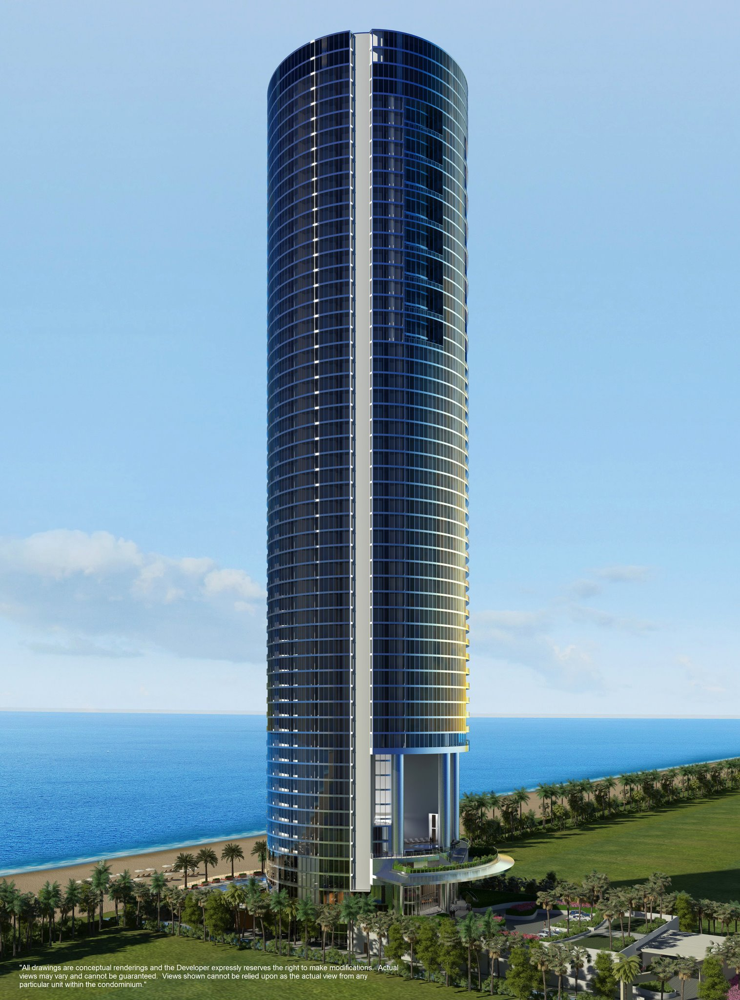 "All drawings are conceptual renderings and the Developer expressly reserves the right to make modifications.  Actual
views may vary and cannot be guaranteed.  Views shown cannot be relied upon as the actual view from any
particular unit within the condominium."